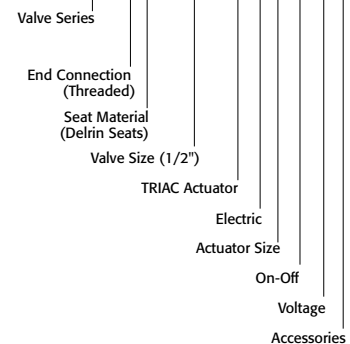 Valve Series
End Connection
(Threaded)
Seat Material
(Delrin Seats)
Valve Size (1/2")
TRIAC Actuator
Electric
Actuator Size
On-Off
Voltage
Accessories